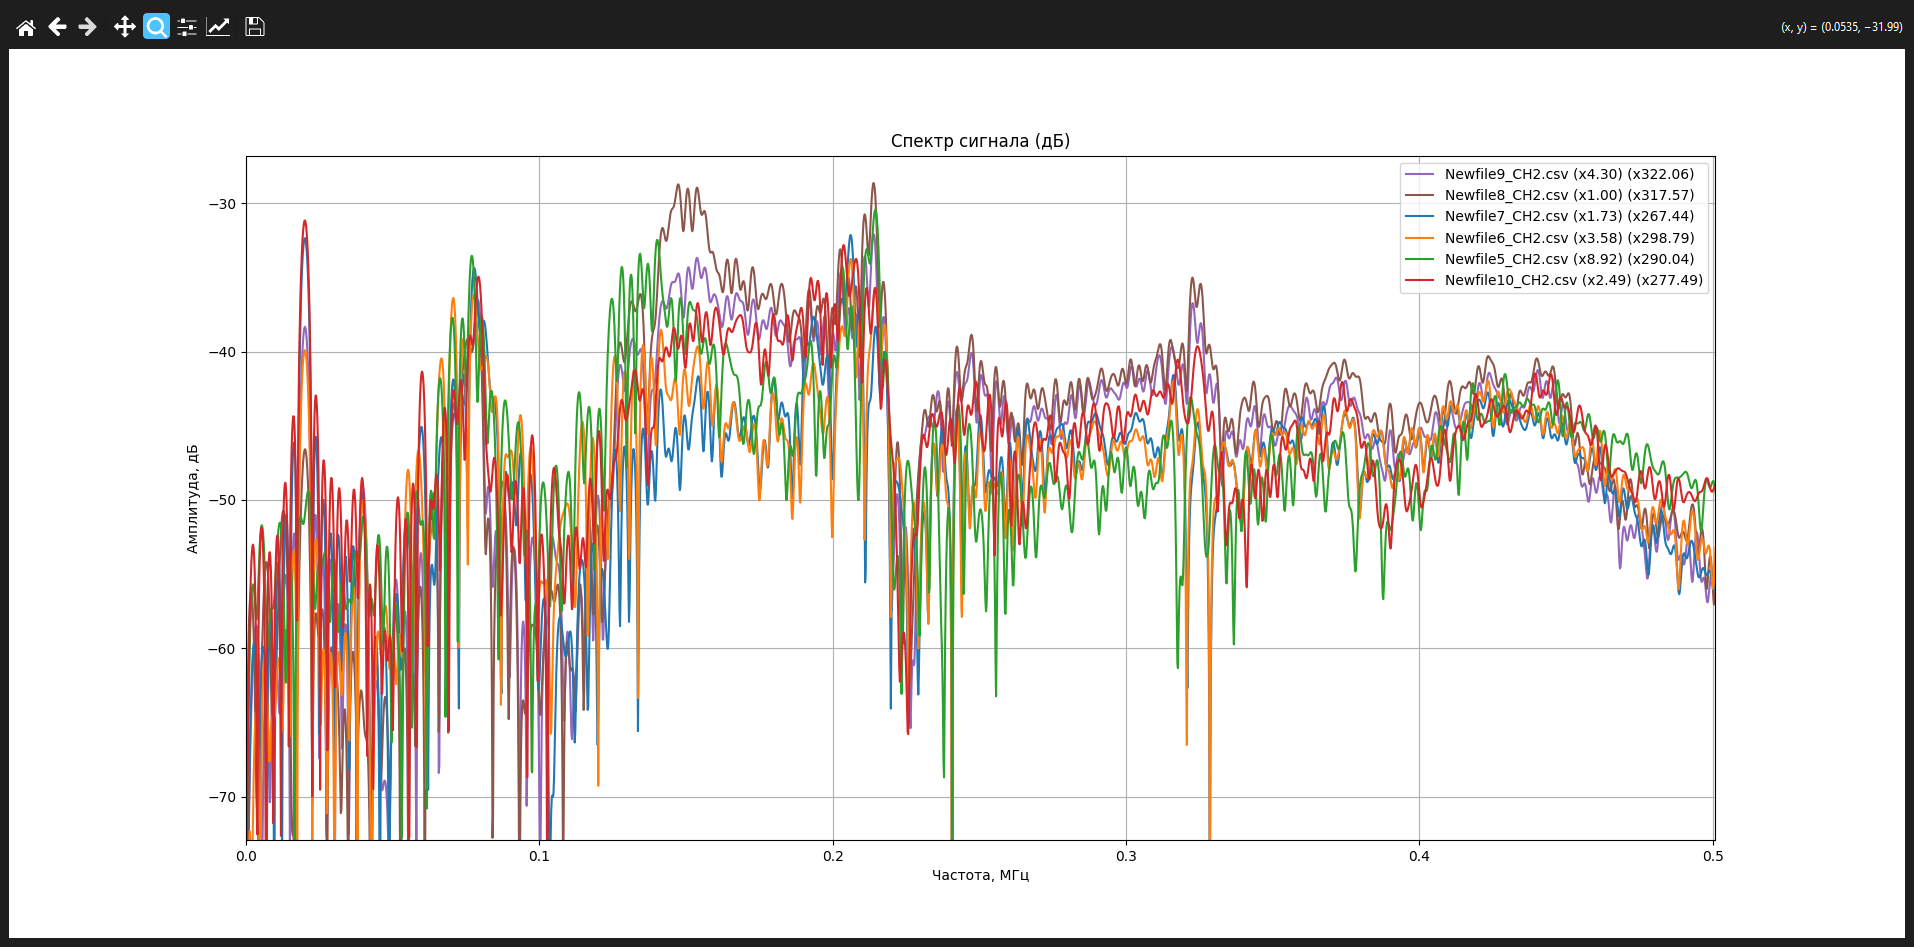 (x, y) = (0.0535, −31.99)
Спектр сигнала (дБ)
Newfile9_CH2.csv (x4.30) (x322.06)
Newfile8_CH2.csv (x1.00) (x317.57)
Newfile7_CH2.csv (x1.73) (x267.44)
Newfile6_CH2.csv (x3.58) (x298.79)
Newfile5_CH2.csv (x8.92) (x290.04)
Newfile10_CH2.csv (x2.49) (x277.49)
Амплитуда, дБ
−30
−40
−50
−60
−70
0.0 0.1 0.2 0.3 0.4 0.5
Частота, МГц